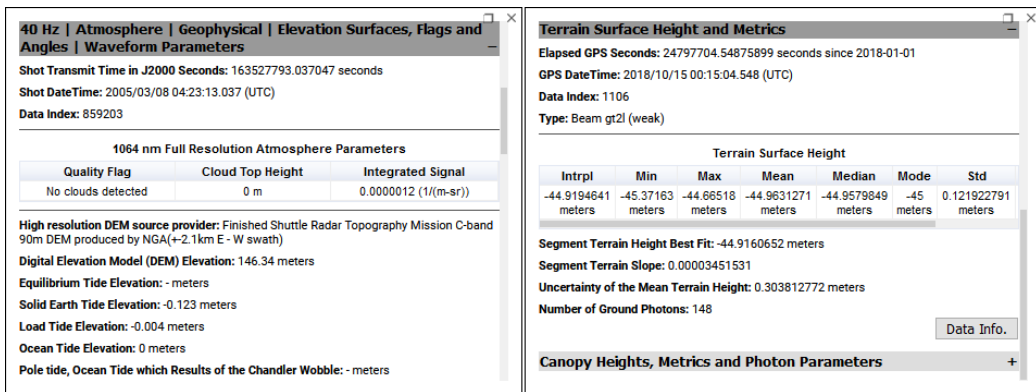 40 Hz | Atmosphere | Geophysical | Elevation Surfaces, Flags and
Angles | Waveform Parameters −
Shot Transmit Time in J2000 Seconds: 163527793.037047 seconds
Shot DateTime: 2005/03/08 04:23:13.037 (UTC)
Data Index: 859203
1064 nm Full Resolution Atmosphere Parameters
Quality Flag Cloud Top Height Integrated Signal
No clouds detected 0 m 0.0000012 (1/(m-sr))
High resolution DEM source provider: Finished Shuttle Radar Topography Mission C-band
90m DEM produced by NGA(+-2.1km E - W swath)
Digital Elevation Model (DEM) Elevation: 146.34 meters
Equilibrium Tide Elevation: - meters
Solid Earth Tide Elevation: -0.123 meters
Load Tide Elevation: -0.004 meters
Ocean Tide Elevation: 0 meters
Pole tide, Ocean Tide which Results of the Chandler Wobble: - meters
Terrain Surface Height and Metrics −
Elapsed GPS Seconds: 24797704.54875899 seconds since 2018-01-01
GPS DateTime: 2018/10/15 00:15:04.548 (UTC)
Data Index: 1106
Type: Beam gt2l (weak)
Terrain Surface Height
Intrpl Min Max Mean Median Mode Std
-44.9194641 -45.37163 -44.66518 -44.9631271 -44.9579849 -45 0.121922791
meters meters meters meters meters meters meters
Segment Terrain Height Best Fit: -44.9160652 meters
Segment Terrain Slope: 0.00003451531
Uncertainty of the Mean Terrain Height: 0.303812772 meters
Number of Ground Photons: 148
Data Info.
Canopy Heights, Metrics and Photon Parameters +